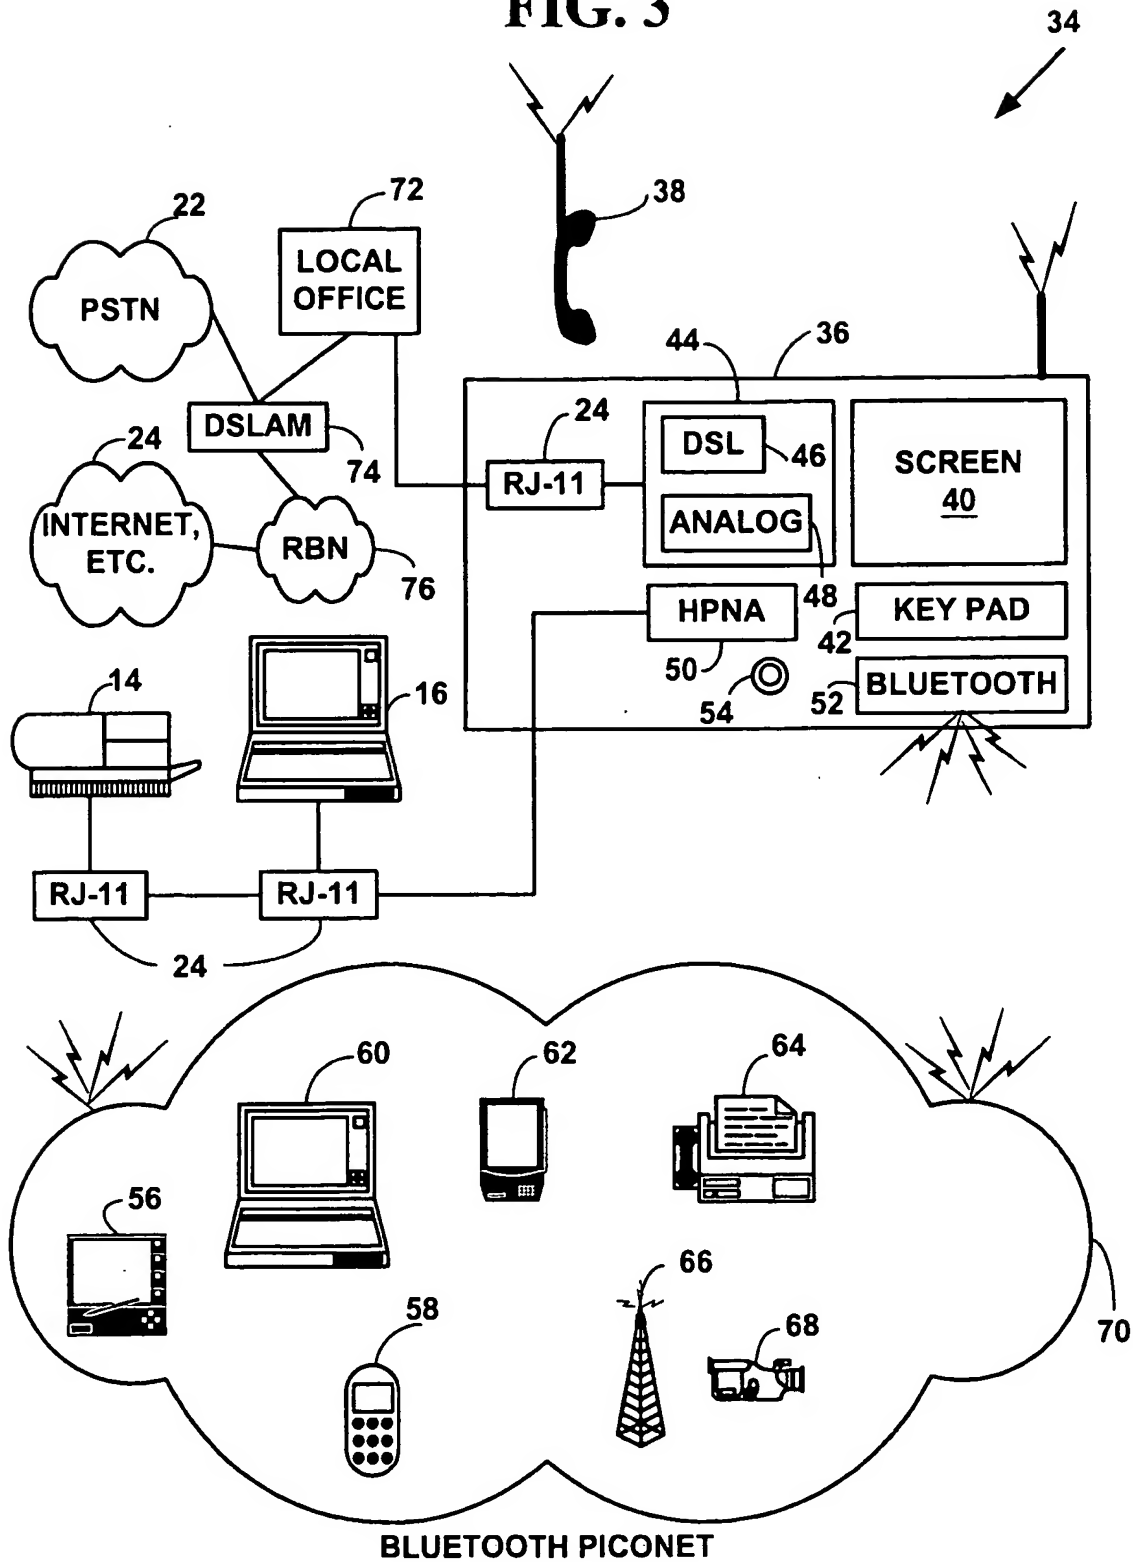 FIG. 3
34
38
72
22
LOCAL
OFFICE
PSTN
44
36
DSLAM
74
24
24
DSL
46
SCREEN
40
RJ-11
INTERNET,
ETC.
RBN
76
ANALOG
48
HPNA
50
KEY PAD
42
54
52
BLUETOOTH
14
16
RJ-11
RJ-11
24
60
62
64
56
66
58
68
70
BLUETOOTH PICONET